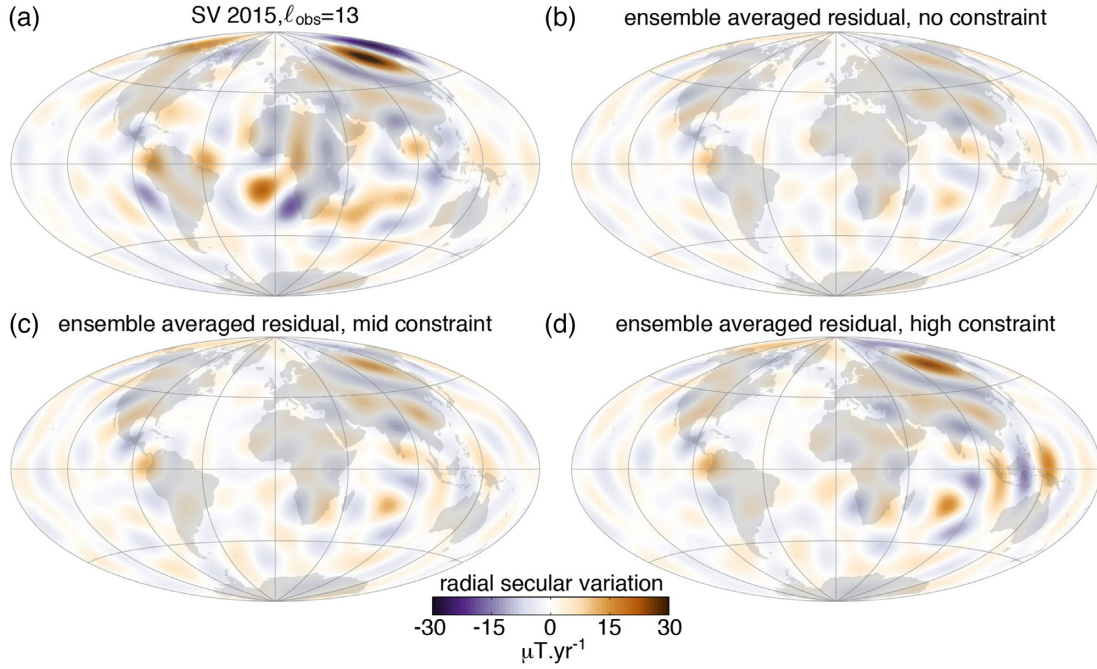 (a) SV 2015,ℓobs=13
(b) ensemble averaged residual, no constraint
(c) ensemble averaged residual, mid constraint
(d) ensemble averaged residual, high constraint
radial secular variation
-30 -15 0 15 30
μT.yr-1